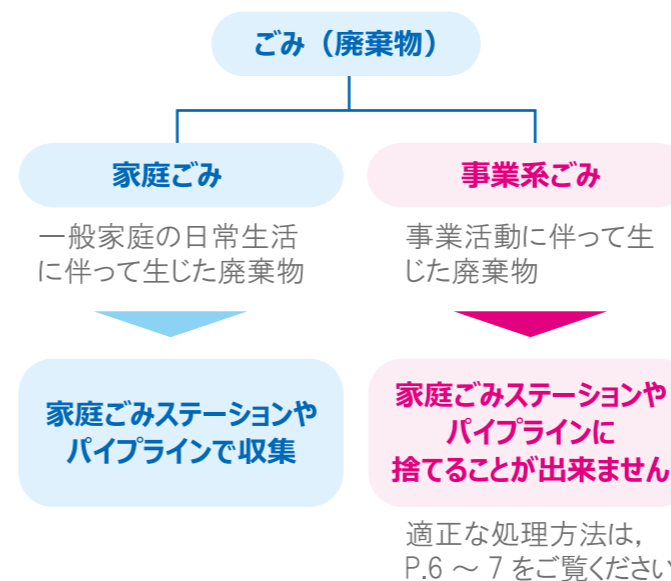 ごみ（廃棄物）
家庭ごみ
一般家庭の日常生活
に伴って生じた廃棄物
家庭ごみステーションや
パイプラインで収集
事業系ごみ
事業活動に伴って生
じた廃棄物
家庭ごみステーションや
パイプラインに
捨てることが出来ません
適正な処理方法は，
P.6 ～ 7 をご覧ください